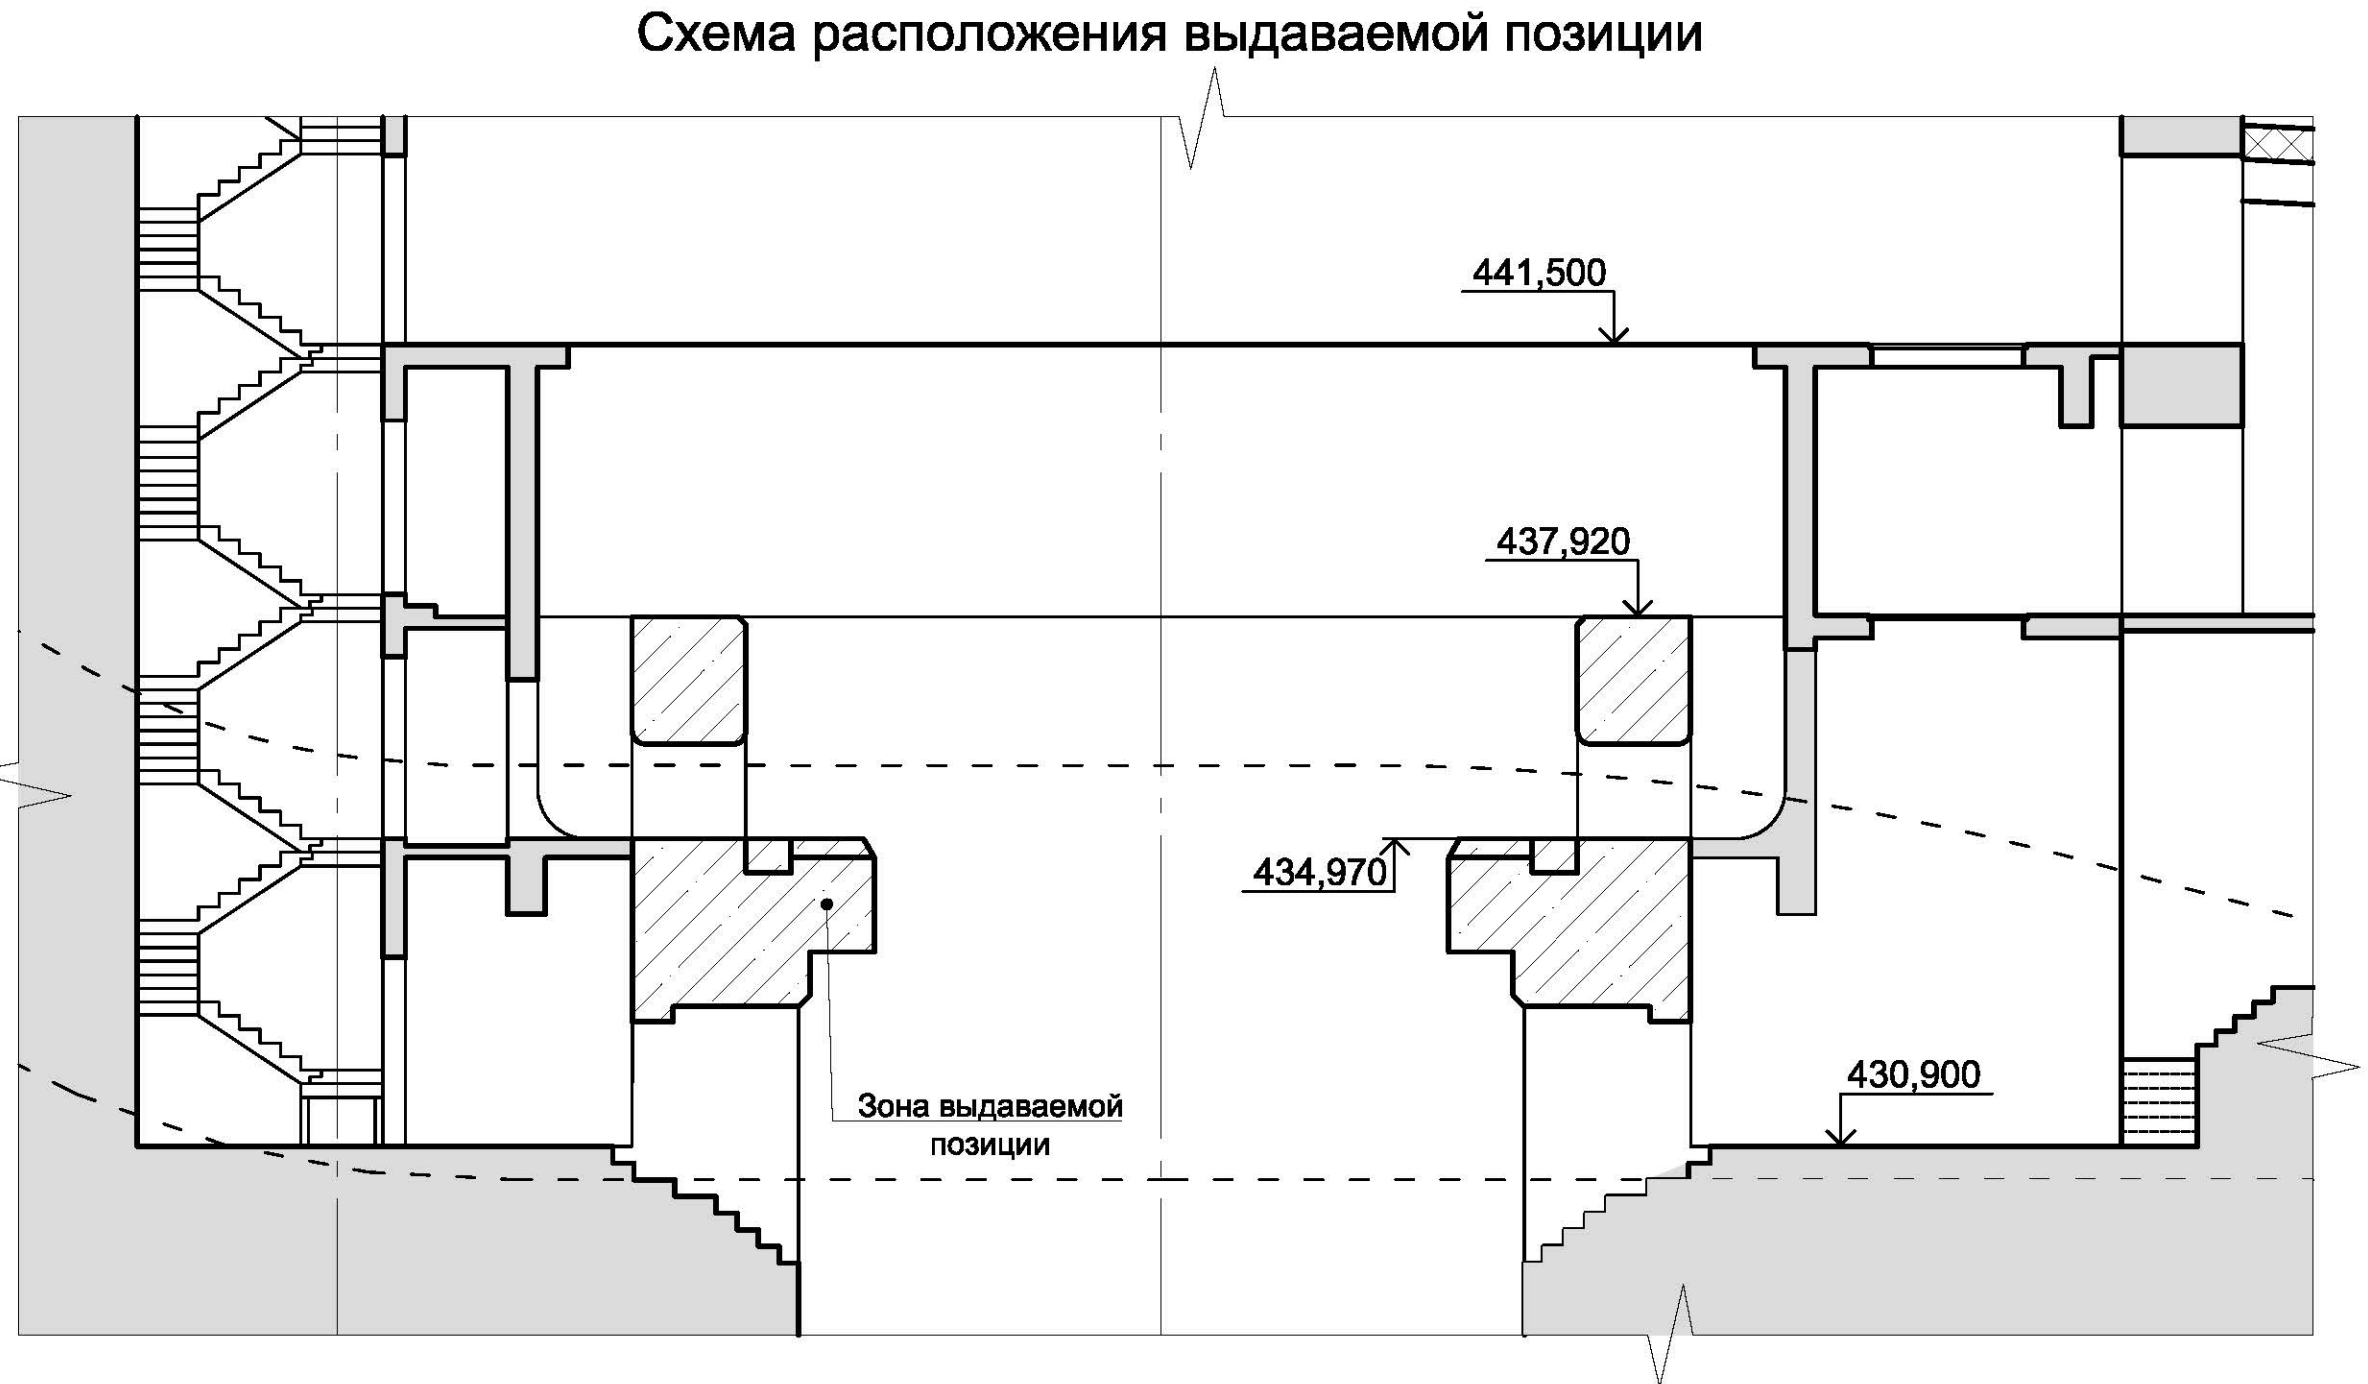 Схема расположения выдаваемой позиции
441,500
437,920
434,970
430,900
Зона выдаваемой
позиции